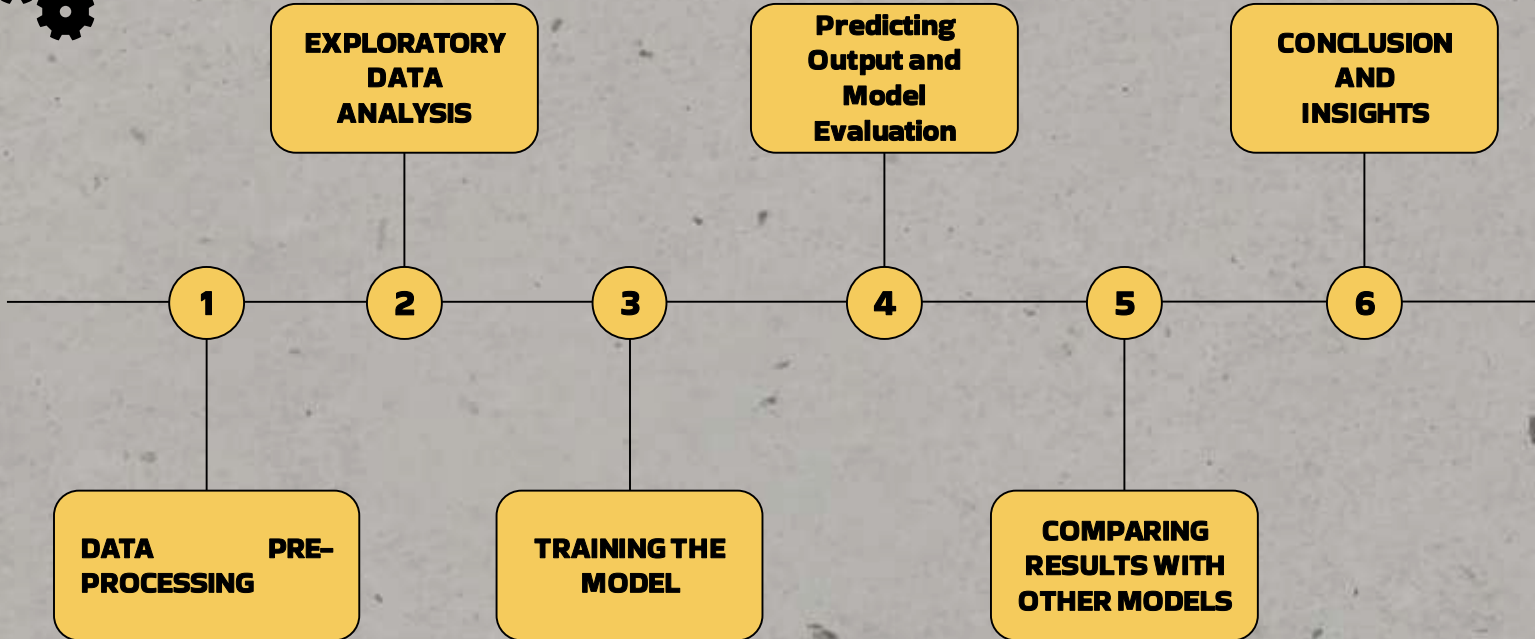 EXPLORATORY
DATA
ANALYSIS
Predicting
Output and
Model
Evaluation
CONCLUSION
AND
INSIGHTS
1
2
3
4
5
6
DATA PRE-
PROCESSING
TRAINING THE
MODEL
COMPARING
RESULTS WITH
OTHER MODELS